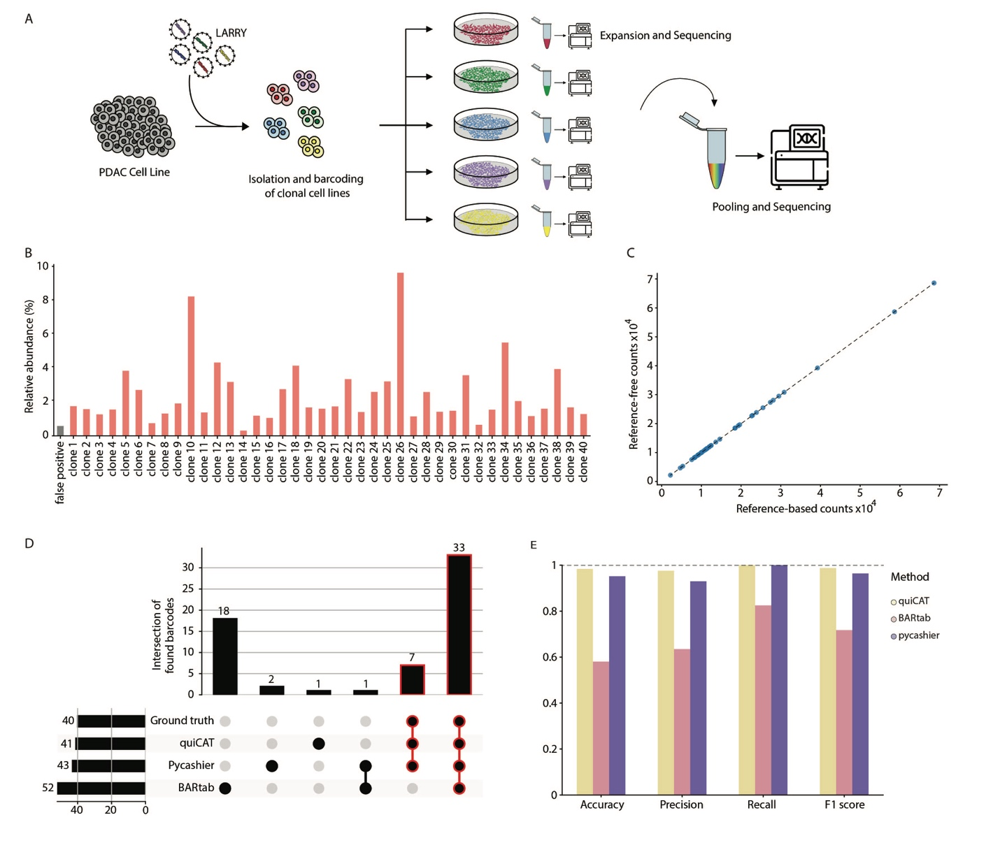 A
LARRY
Expansion and Sequencing
PDAC Cell Line
Isolation and barcoding
of clonal cell lines
Pooling and Sequencing
B
Relative abundance (%)
10
8
6
4
2
0
false positive
clone 1
clone 2
clone 3
clone 4
clone 5
clone 6
clone 7
clone 8
clone 9
clone 10
clone 11
clone 12
clone 13
clone 14
clone 15
clone 16
clone 17
clone 18
clone 19
clone 20
clone 21
clone 22
clone 23
clone 24
clone 25
clone 26
clone 27
clone 28
clone 29
cone 30
clone 31
clone 32
clone 33
clone 34
clone 35
clone 36
clone 37
clone 38
clone 39
clone 40
C
Reference-free counts x10^4
7
6
5
4
3
2
1
0
0 1 2 3 4 5 6 7
Reference-based counts x10^4
D
Intersection of
found barcodes
30
25
20
15
10
5
0
18 2 1 1 7 33
40 Ground truth
41 quiCAT
43 Pycashier
52 BARtab
40 20 0
E
1
0.8
0.6
0.4
0.2
0
Accuracy Precision Recall F1 score
Method
quiCAT
BARtab
pycashier